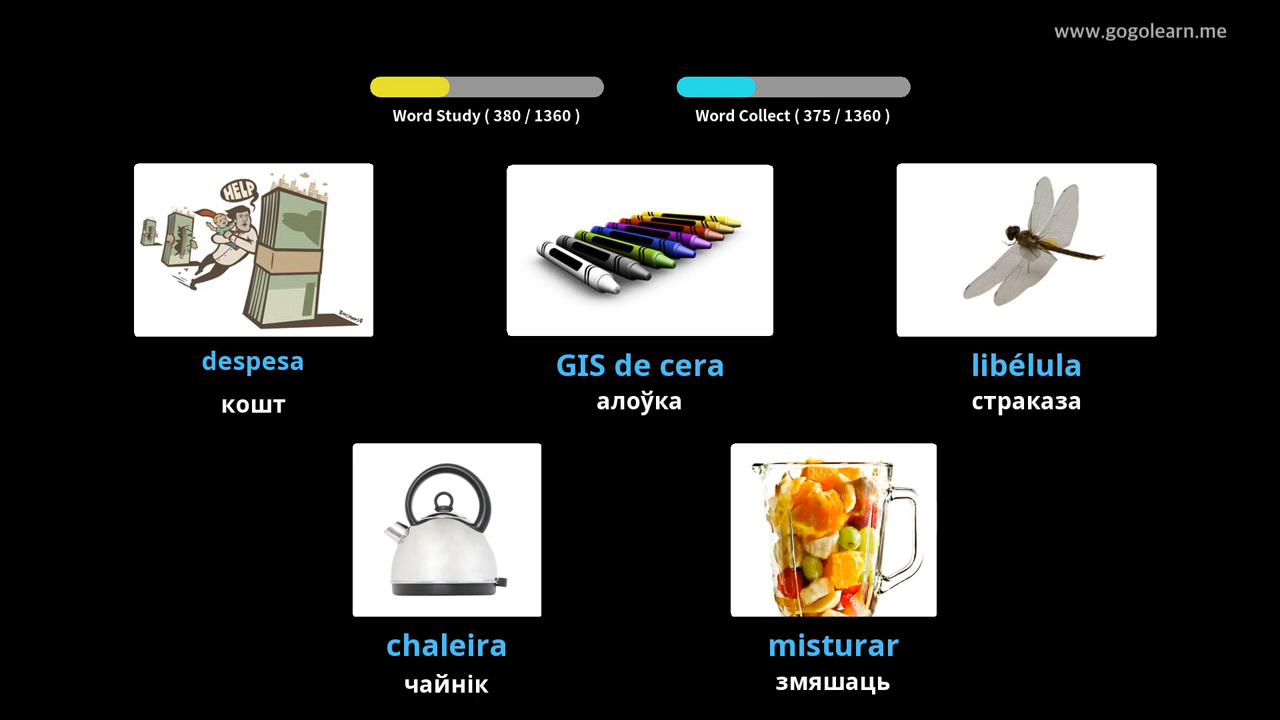 www.gogolearn.me
Word Study ( 380 / 1360 )
Word Collect ( 375 / 1360 )
HELP
despesa
кошт
GIS de cera
алоўка
libélula
страказа
chaleira
чайнік
misturar
змяшаць